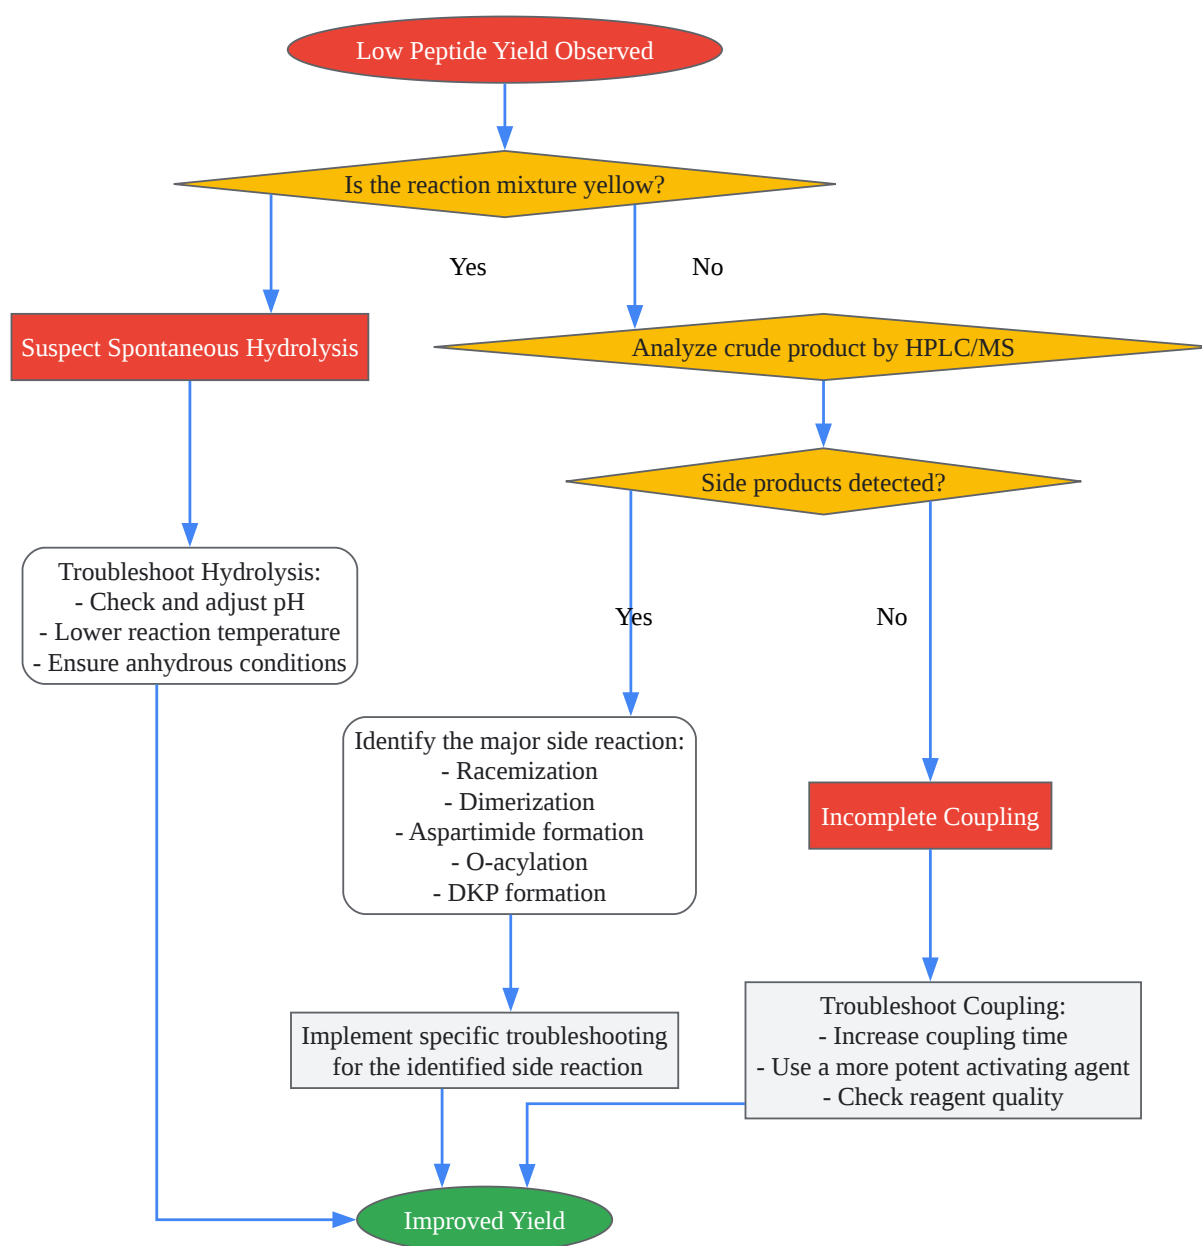 Low Peptide Yield Observed
Is the reaction mixture yellow?
Yes
No
Suspect Spontaneous Hydrolysis
Analyze crude product by HPLC/MS
Side products detected?
Troubleshoot Hydrolysis:
- Check and adjust pH
- Lower reaction temperature
- Ensure anhydrous conditions
Yes
No
Identify the major side reaction:
- Racemization
- Dimerization
- Aspartimide formation
- O-acylation
- DKP formation
Incomplete Coupling
Implement specific troubleshooting
for the identified side reaction
Troubleshoot Coupling:
- Increase coupling time
- Use a more potent activating agent
- Check reagent quality
Improved Yield